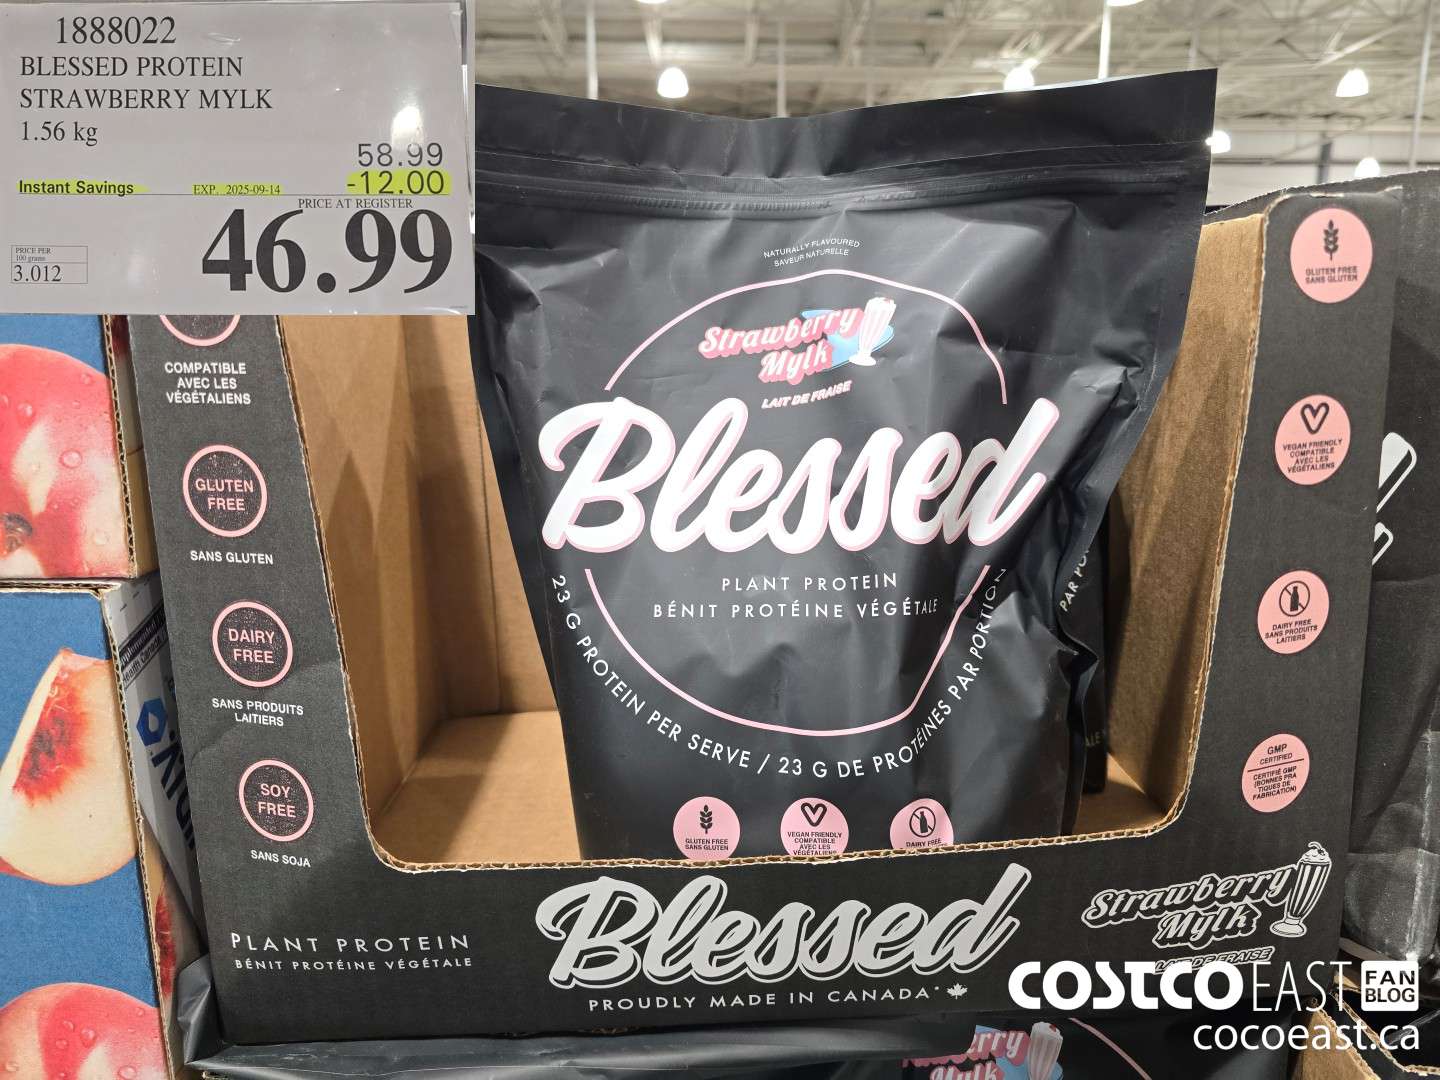 1888022
BLESSED PROTEIN
STRAWBERRY MYLK
1.56 kg
58.99
Instant Savings EXP. 2025-09-14 -12.00
PRICE AT REGISTER
46.99
PRICE PER
100 grams
3.012
COMPATIBLE
AVEC LES
VÉGÉTALIENS
GLUTEN
FREE
SANS GLUTEN
DAIRY
FREE
SANS PRODUITS
LAITIERS
SOY
FREE
SANS SOJA
NATURALLY FLAVOURED
SAVEUR NATURELLE
Strawberry
Mylk
LAIT DE FRAISE
Blessed
PLANT PROTEIN
BÉNIT PROTÉINE VÉGÉTALE
23 G PROTEIN PER SERVE / 23 G DE PROTÉINES PAR PORTION
GLUTEN FREE
SANS GLUTEN
VEGAN FRIENDLY
COMPATIBLE
AVEC LES
VÉGÉTALIENS
DAIRY FREE
GLUTEN FREE
SANS GLUTEN
VEGAN FRIENDLY
COMPATIBLE
AVEC LES
VÉGÉTALIENS
DAIRY FREE
SANS PRODUITS
LAITIERS
GMP
CERTIFIED
CERTIFIÉ GMP
(BONNES PRA
TIQUES DE
FABRICATION)
PLANT PROTEIN
BÉNIT PROTÉINE VÉGÉTALE
Blessed
PROUDLY MADE IN CANADA*
Strawberry
Mylk
LAIT DE FRAISE
COSTCO EAST FAN BLOG
cocoeast.ca
Mylk